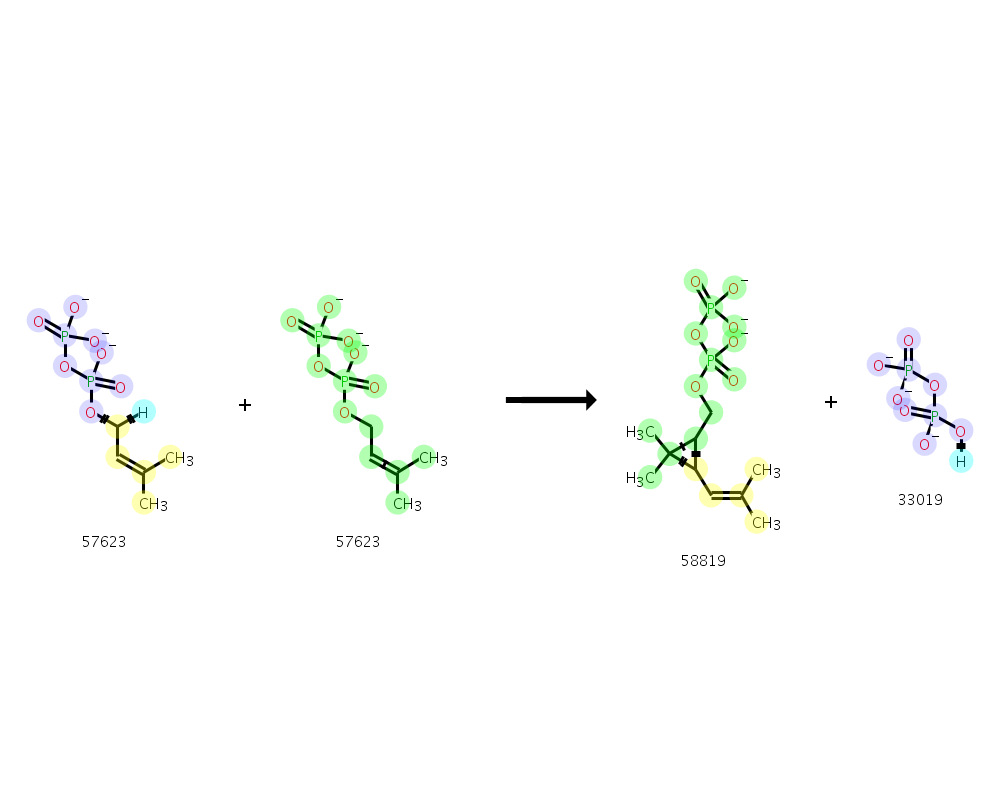 O O⁻
P O⁻
O⁻
O P O
O H
CH₃
CH₃
57623
+
O O⁻
P O⁻
O⁻
O P O
O
CH₃
CH₃
57623
O O⁻
P
O O⁻
O⁻
P
O O
H₃C
H₃C
CH₃
CH₃
58819
+
O
O⁻ P
O⁻ O
O P
O⁻ O
H
33019